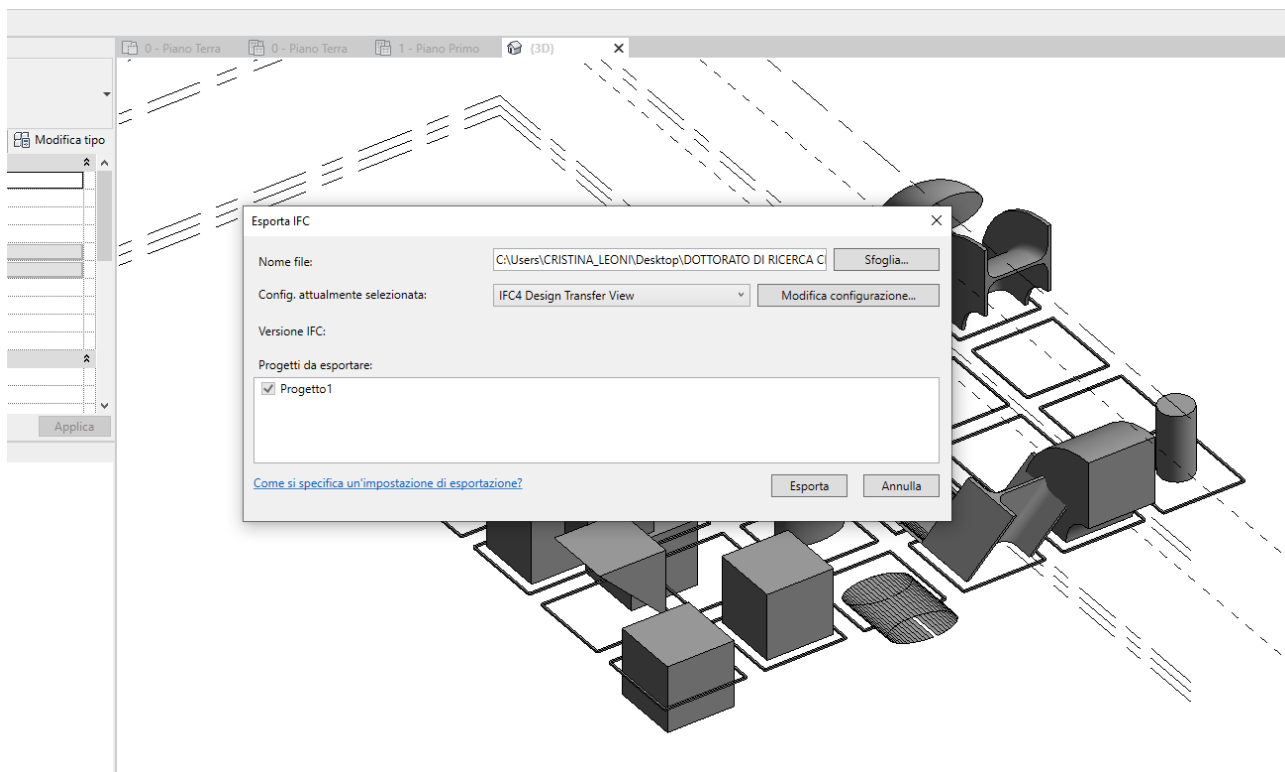 0 - Piano Terra
0 - Piano Terra
1 - Piano Primo
(3D)
Modifica tipo
Applica
Esporta IFC
Nome file:
C:\Users\CRISTINA_LEONI\Desktop\DOTTORATO DI RICERCA CI
Sfoglia...
Config. attualmente selezionata:
IFC4 Design Transfer View
Modifica configurazione...
Versione IFC:
Progetti da esportare:
Progetto1
Come si specifica un'impostazione di esportazione?
Esporta
Annulla